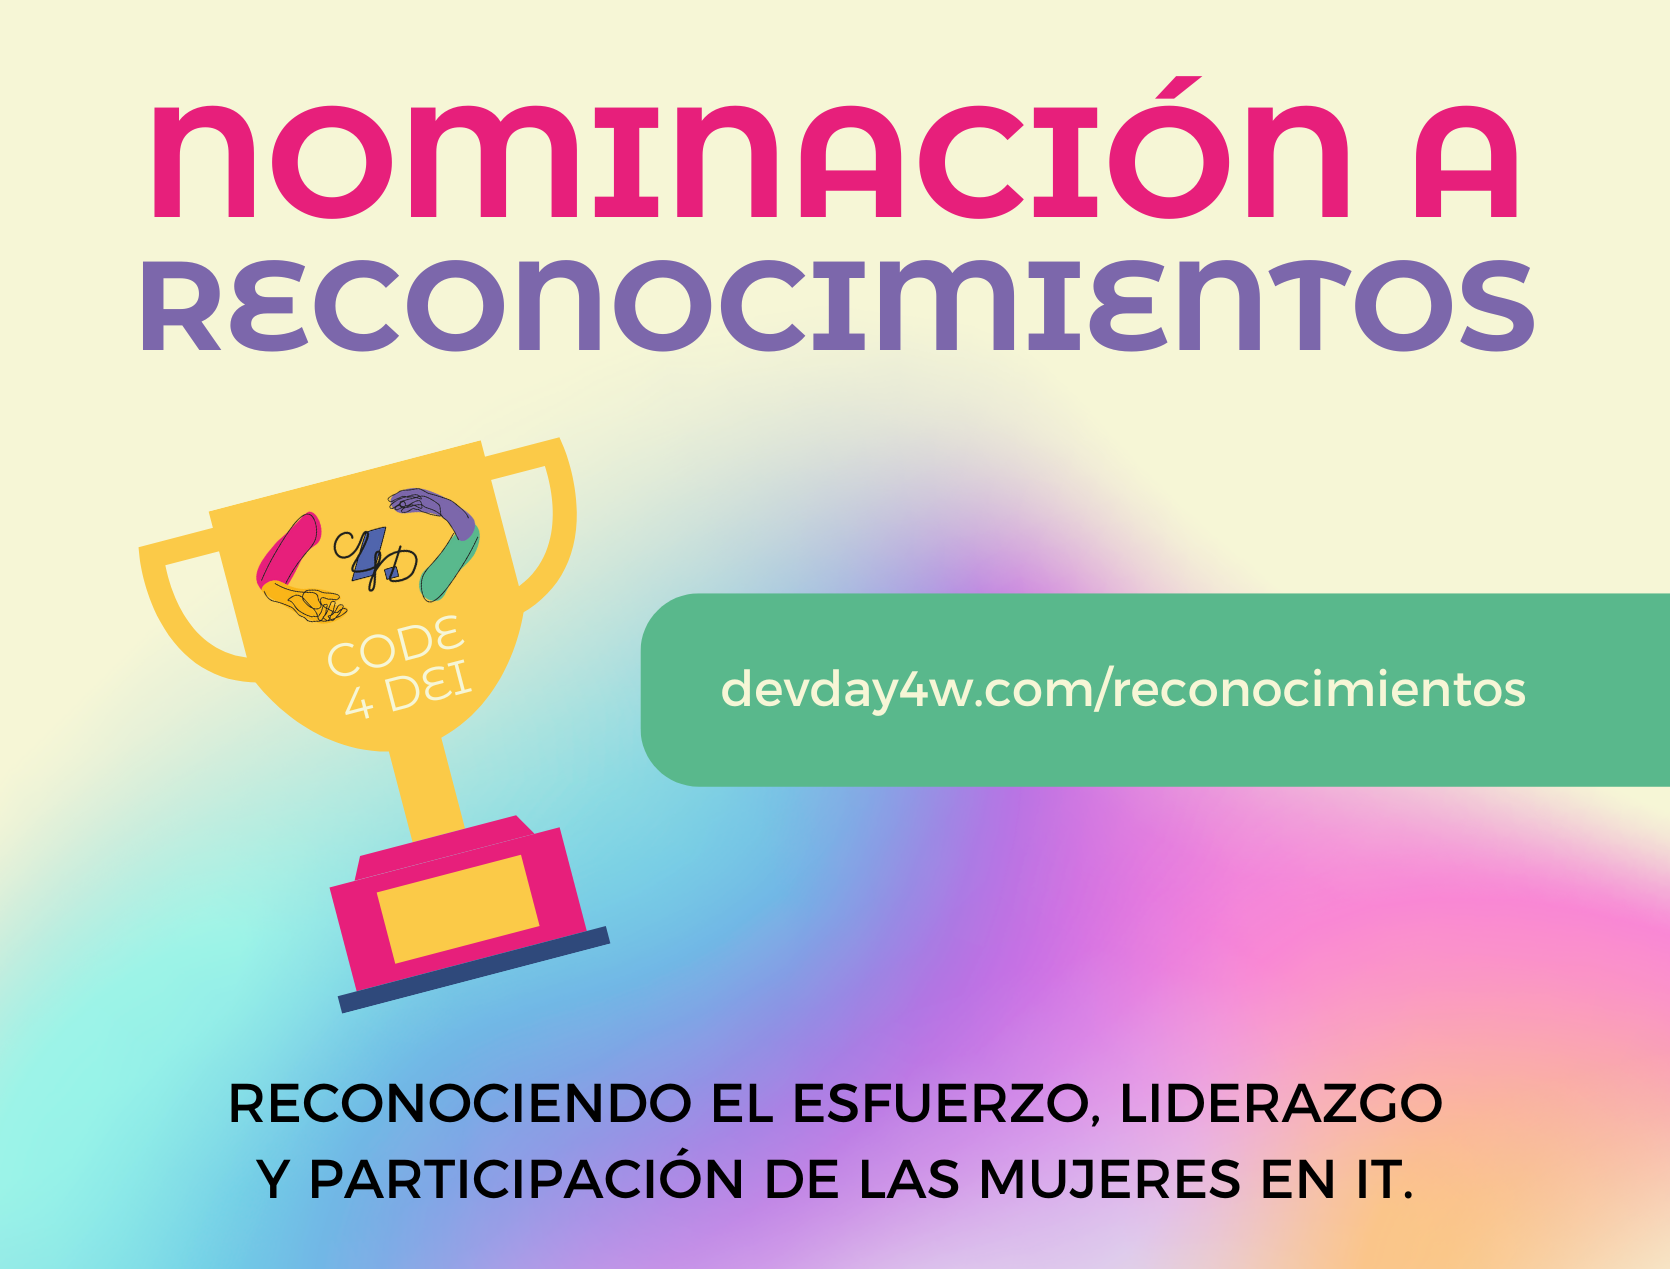 NOMINACIÓN A
RECONOCIMIENTOS
CODE
4 DEI
devday4w.com/reconocimientos
RECONOCIENDO EL ESFUERZO, LIDERAZGO
Y PARTICIPACIÓN DE LAS MUJERES EN IT.